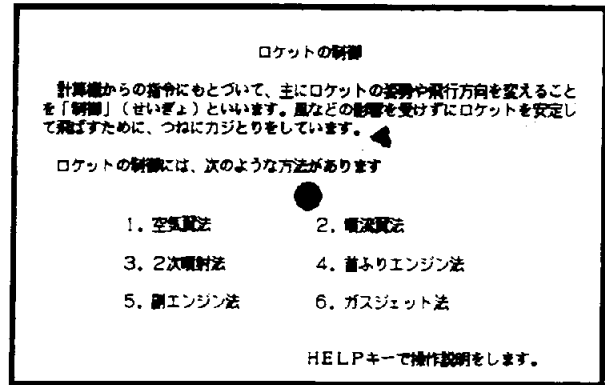 ロケットの制御
計算機からの指令にもとづいて、主にロケットの姿勢や飛行方向を変えること
を「制御」（せいぎょ）といいます。風などの影響を受けずにロケットを安定し
て飛ばすために、つねにカジとりをしています。
ロケットの制御には、次のような方法があります
1．空気翼法
2．噴流翼法
3．2次噴射法
4．首ふりエンジン法
5．副エンジン法
6．ガスジェット法
HELPキーで操作説明をします。